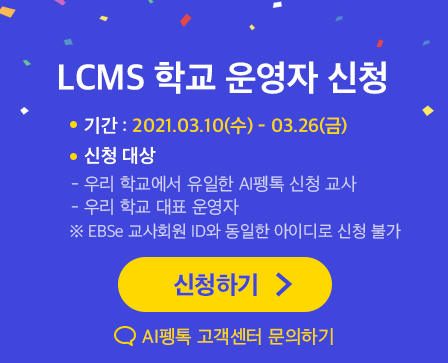 LCMS 학교 운영자 신청
• 기간 : 2021.03.10(수) - 03.26(금)
• 신청 대상
- 우리 학교에서 유일한 AI펭톡 신청 교사
- 우리 학교 대표 운영자
※ EBSe 교사회원 ID와 동일한 아이디로 신청 불가
신청하기 >
AI펭톡 고객센터 문의하기